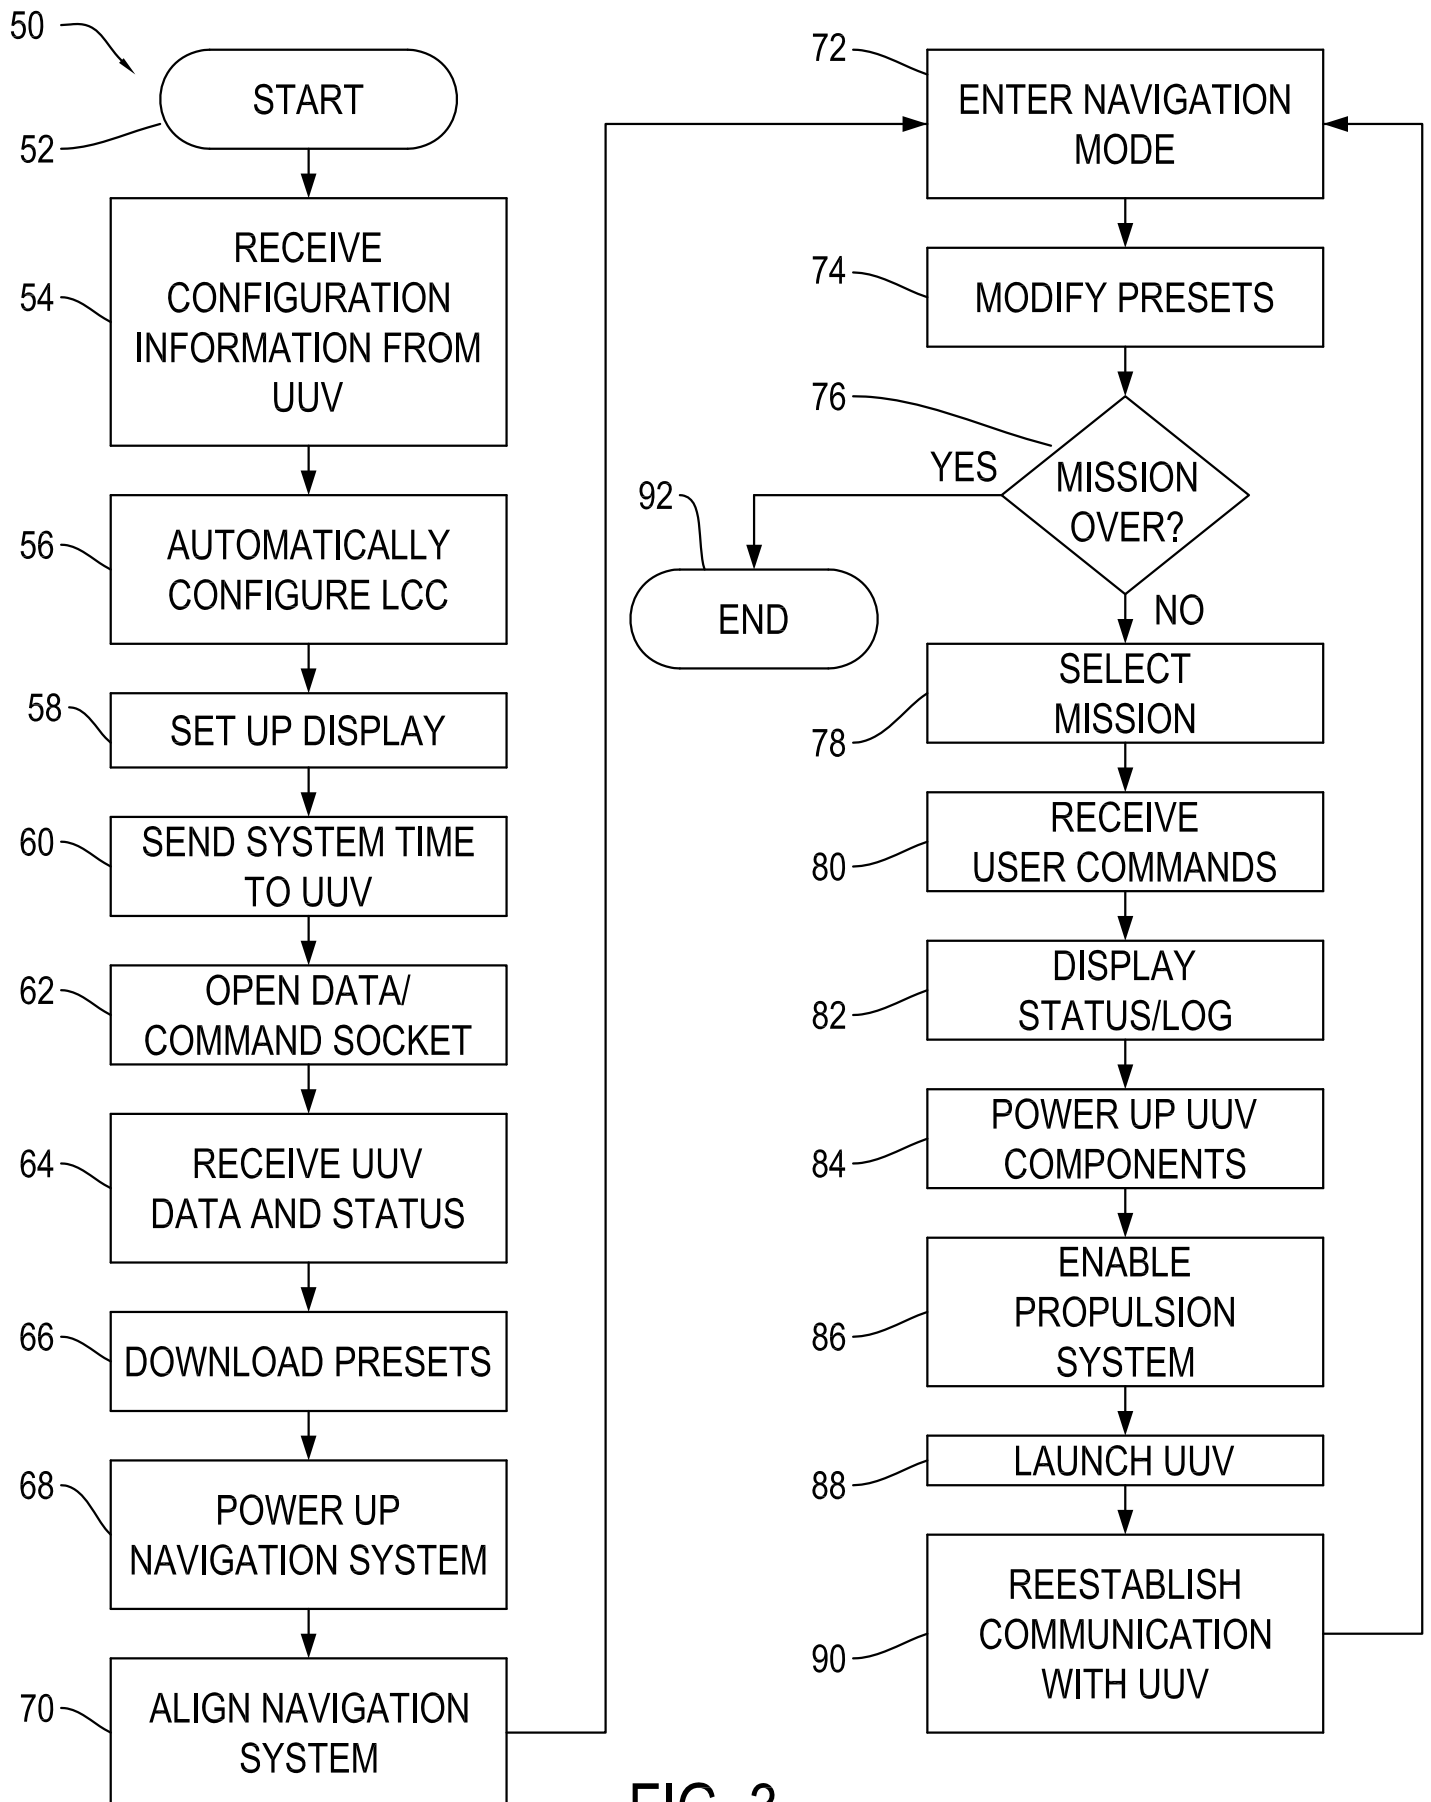 50
START
52
RECEIVE
CONFIGURATION
INFORMATION FROM
UUV
54
AUTOMATICALLY
CONFIGURE LCC
56
SET UP DISPLAY
58
SEND SYSTEM TIME
TO UUV
60
OPEN DATA/
COMMAND SOCKET
62
RECEIVE UUV
DATA AND STATUS
64
DOWNLOAD PRESETS
66
POWER UP
NAVIGATION SYSTEM
68
ALIGN NAVIGATION
SYSTEM
70
72
ENTER NAVIGATION
MODE
74
MODIFY PRESETS
76
MISSION
OVER?
YES
92
END
NO
SELECT
MISSION
78
RECEIVE
USER COMMANDS
80
DISPLAY
STATUS/LOG
82
POWER UP UUV
COMPONENTS
84
ENABLE
PROPULSION
SYSTEM
86
LAUNCH UUV
88
REESTABLISH
COMMUNICATION
WITH UUV
90
FIG.